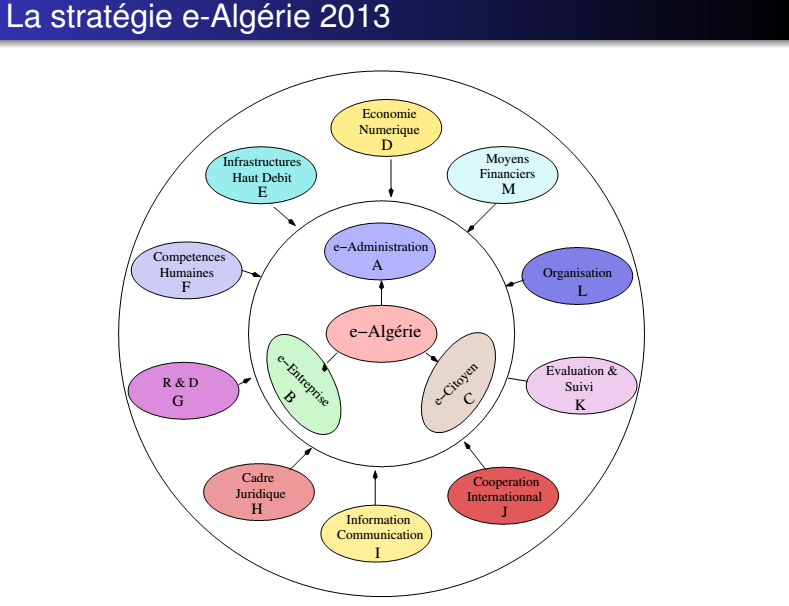 La stratégie e-Algérie 2013
Economie
Numerique
D
Infrastructures
Haut Debit
E
Moyens
Financiers
M
e−Administration
A
Competences
Humaines
F
Organisation
L
e−Algérie
e−Entreprise
B
e−Citoyen
C
R & D
G
Evaluation &
Suivi
K
Cadre
Juridique
H
Cooperation
Internationnal
J
Information
Communication
I